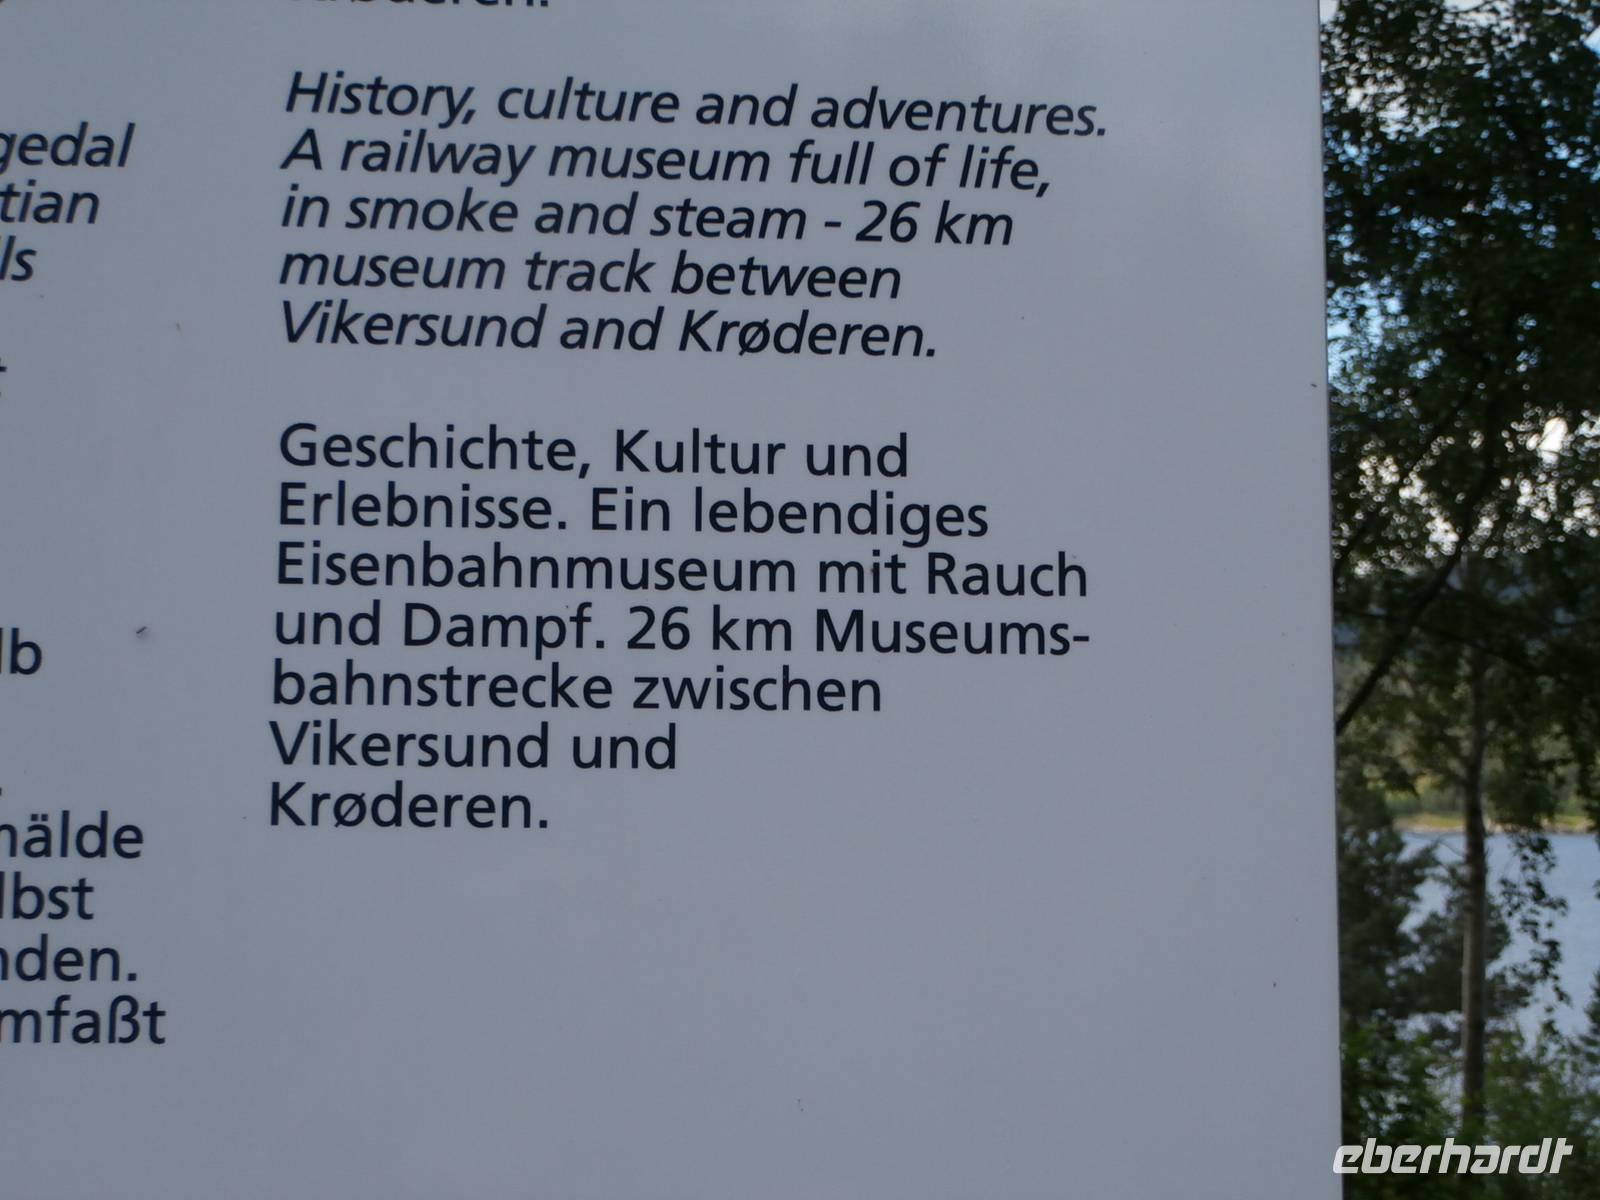 Krøderen.
History, culture and adventures.
A railway museum full of life,
in smoke and steam - 26 km
museum track between
Vikersund and Krøderen.
Geschichte, Kultur und
Erlebnisse. Ein lebendiges
Eisenbahnmuseum mit Rauch
und Dampf. 26 km Museums-
bahnstrecke zwischen
Vikersund und
Krøderen.
eberhardt